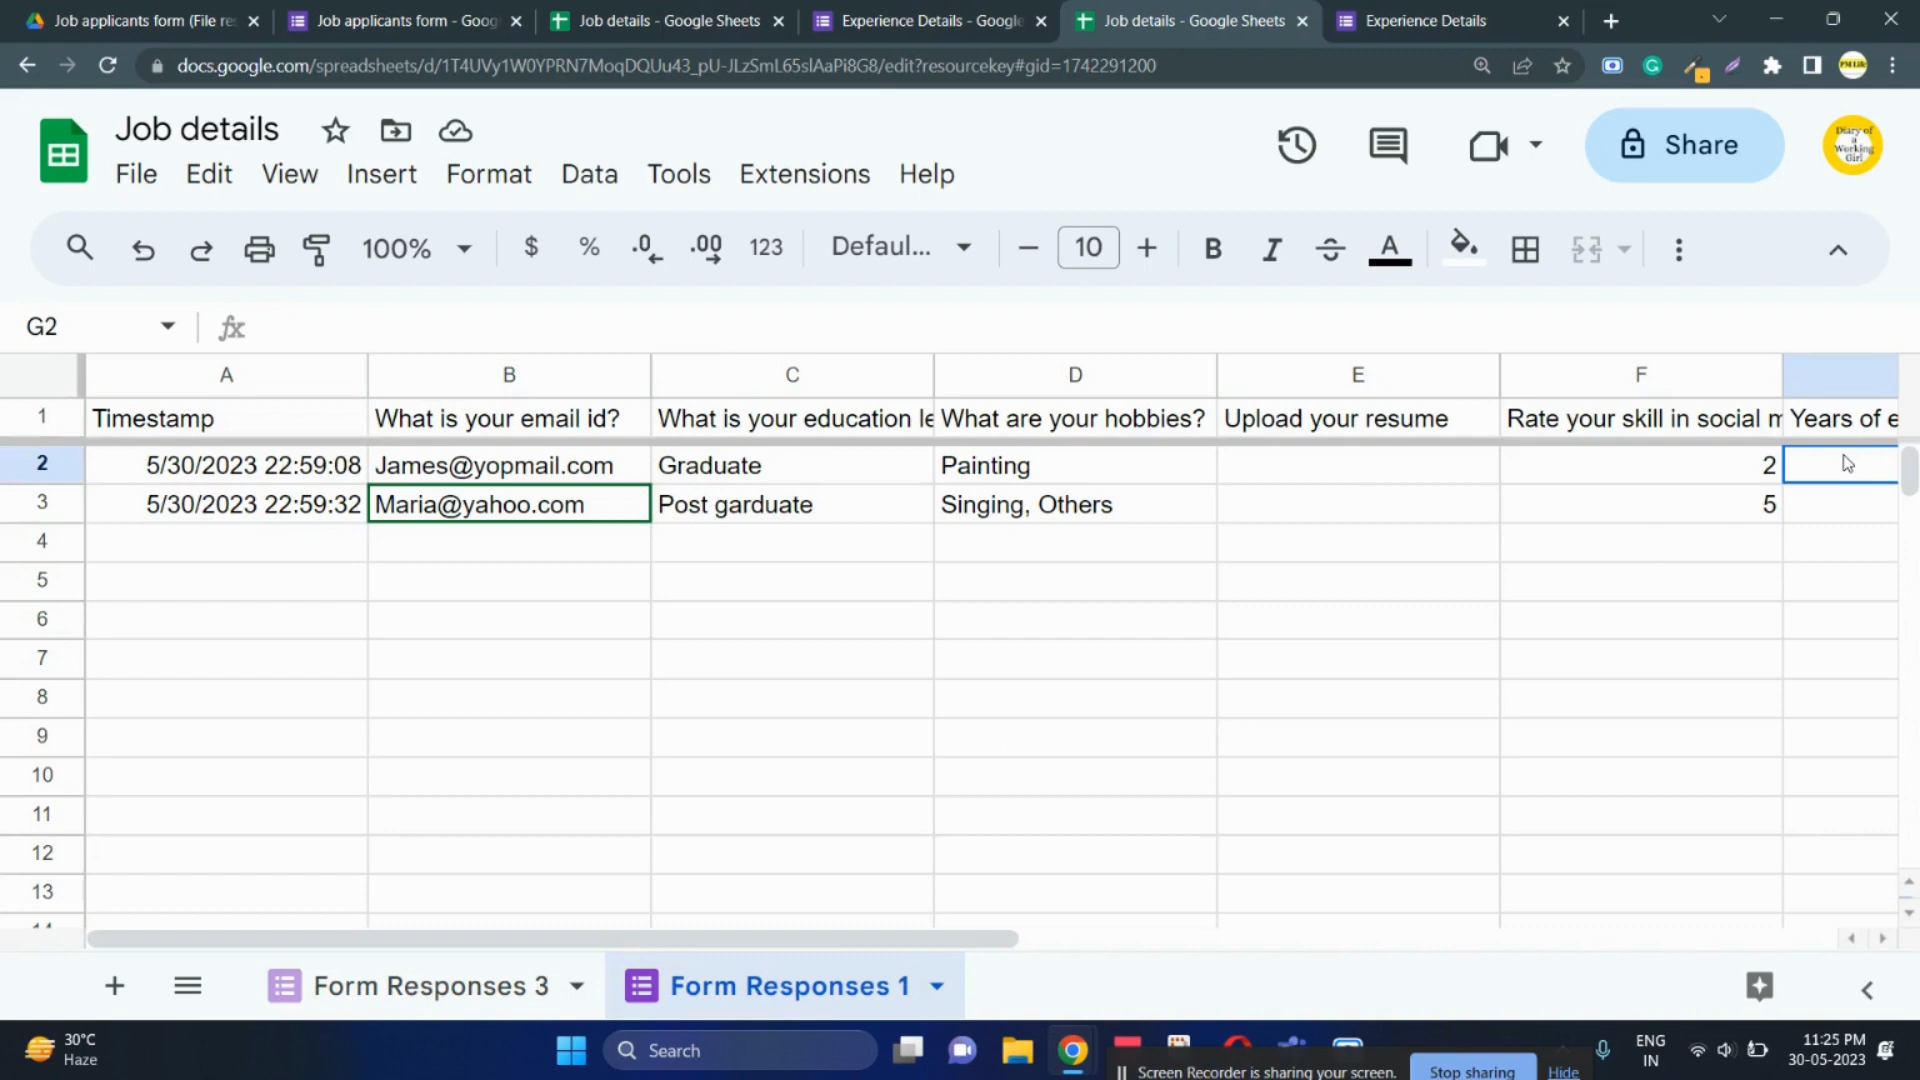 Job applicants form (File re
Job applicants form - Goog
Job details - Google Sheets
Experience Details - Google
Job details - Google Sheets
Experience Details
docs.google.com/spreadsheets/d/1T4UVy1W0YPRN7MoqDQUu43_pU-JLzSmL65slAaPi8G8/edit?resourcekey#gid=1742291200
PM Life
Job details
Share
Diary of a Working Girl
File Edit View Insert Format Data Tools Extensions Help
100% $ % .0 .00 123 Defaul... 10 B I A
G2 fx
A B C D E F
1 Timestamp What is your email id? What is your education le What are your hobbies? Upload your resume Rate your skill in social m Years of e
2 5/30/2023 22:59:08 James@yopmail.com Graduate Painting 2
3 5/30/2023 22:59:32 Maria@yahoo.com Post garduate Singing, Others 5
4
5
6
7
8
9
10
11
12
13
14
Form Responses 3 Form Responses 1
30°C
Haze
Search
Screen Recorder is sharing your screen. Stop sharing Hide
ENG
IN
11:25 PM
30-05-2023